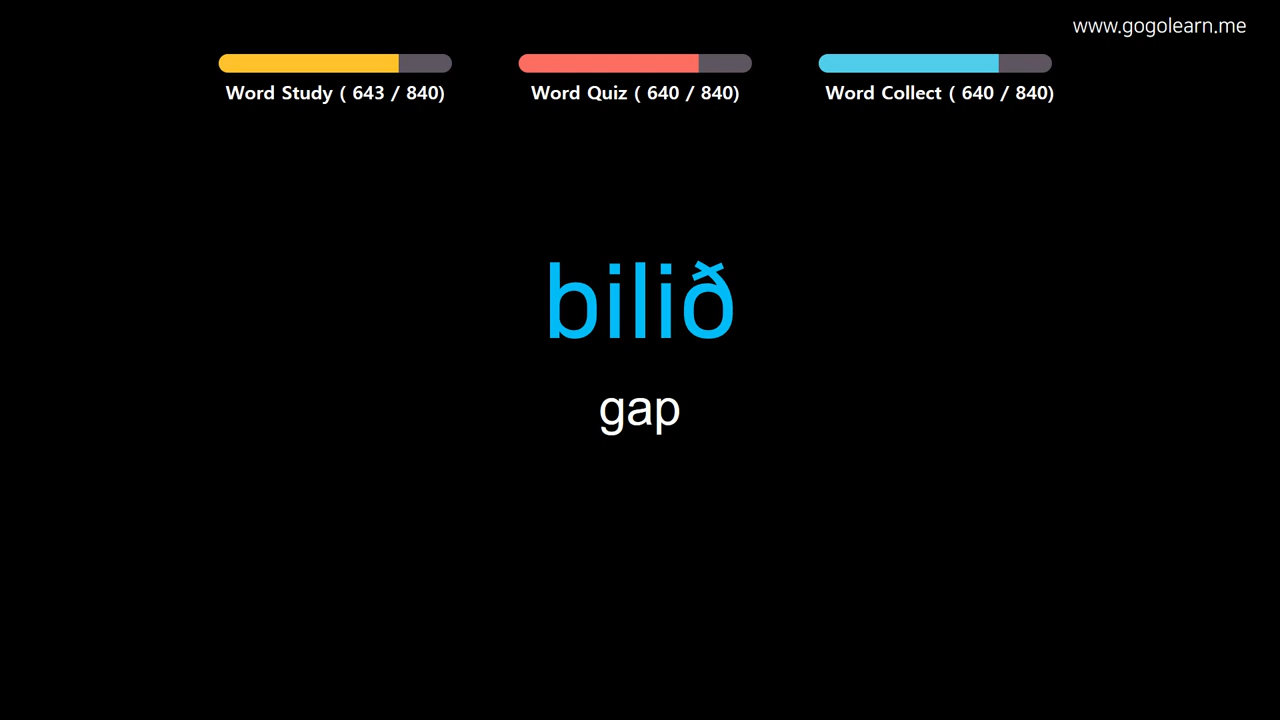 www.gogolearn.me
Word Study ( 643 / 840)
Word Quiz ( 640 / 840)
Word Collect ( 640 / 840)
bilið
gap